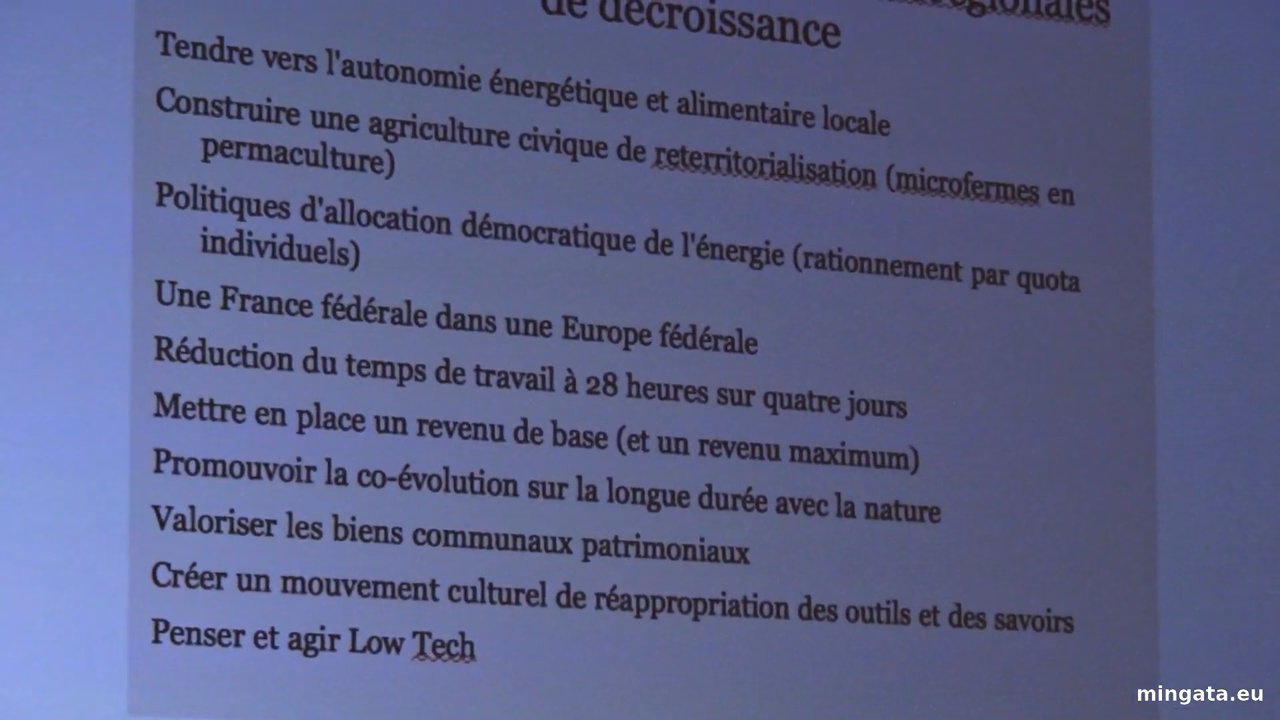 régionales
de décroissance
Tendre vers l'autonomie énergétique et alimentaire locale
Construire une agriculture civique de reterritorialisation (microfermes en
permaculture)
Politiques d'allocation démocratique de l'énergie (rationnement par quota
individuels)
Une France fédérale dans une Europe fédérale
Réduction du temps de travail à 28 heures sur quatre jours
Mettre en place un revenu de base (et un revenu maximum)
Promouvoir la co-évolution sur la longue durée avec la nature
Valoriser les biens communaux patrimoniaux
Créer un mouvement culturel de réappropriation des outils et des savoirs
Penser et agir Low Tech
mingata.eu